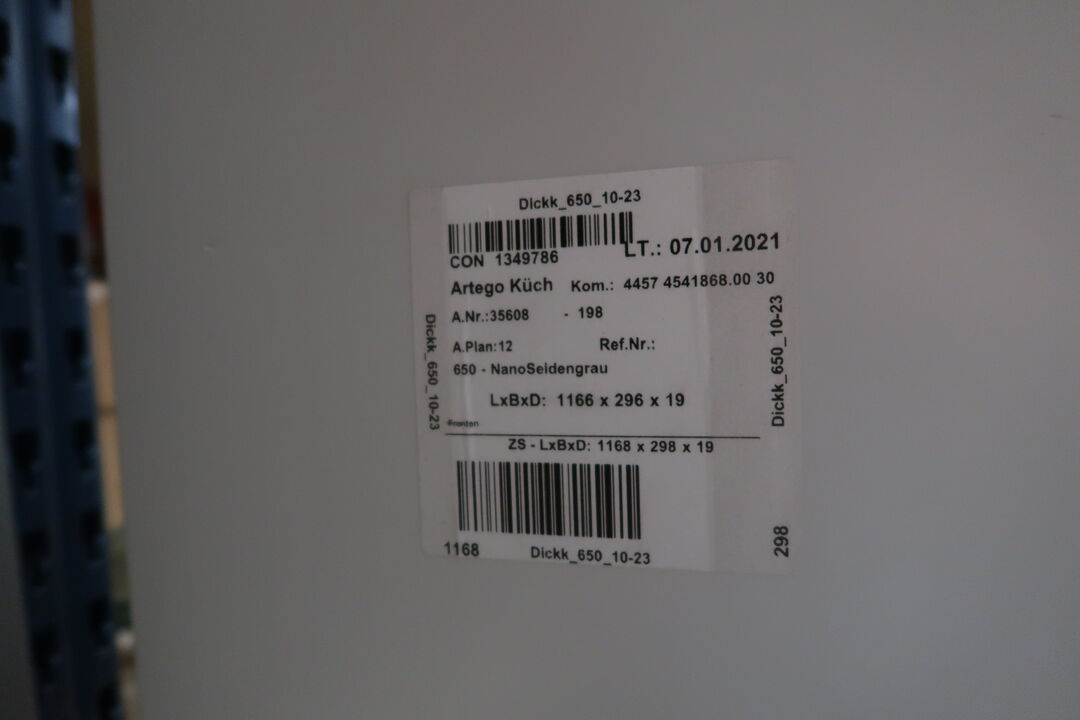 Dickk_650_10-23
CON 1349786
LT.: 07.01.2021
Artego Küch Kom.: 4457 4541868.00 30
A.Nr.:35608 - 198
A.Plan:12 Ref.Nr.:
650 - NanoSeidengrau
LxBxD: 1166 x 296 x 19
Fronten
ZS - LxBxD: 1168 x 298 x 19
1168 Dickk_650_10-23
298
Dickk_650_10-23
Dickk_650_10-23